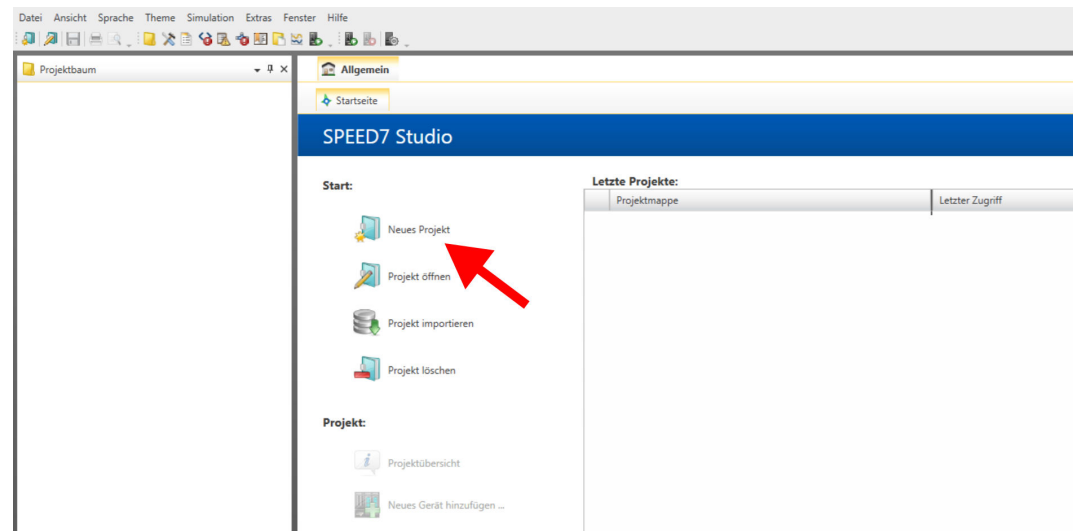 Datei Ansicht Sprache Theme Simulation Extras Fenster Hilfe
Projektbaum
Allgemein
Startseite
SPEED7 Studio
Start:
Letzte Projekte:
Projektmappe Letzter Zugriff
Neues Projekt
Projekt öffnen
Projekt importieren
Projekt löschen
Projekt:
Projektübersicht
Neues Gerät hinzufügen ...